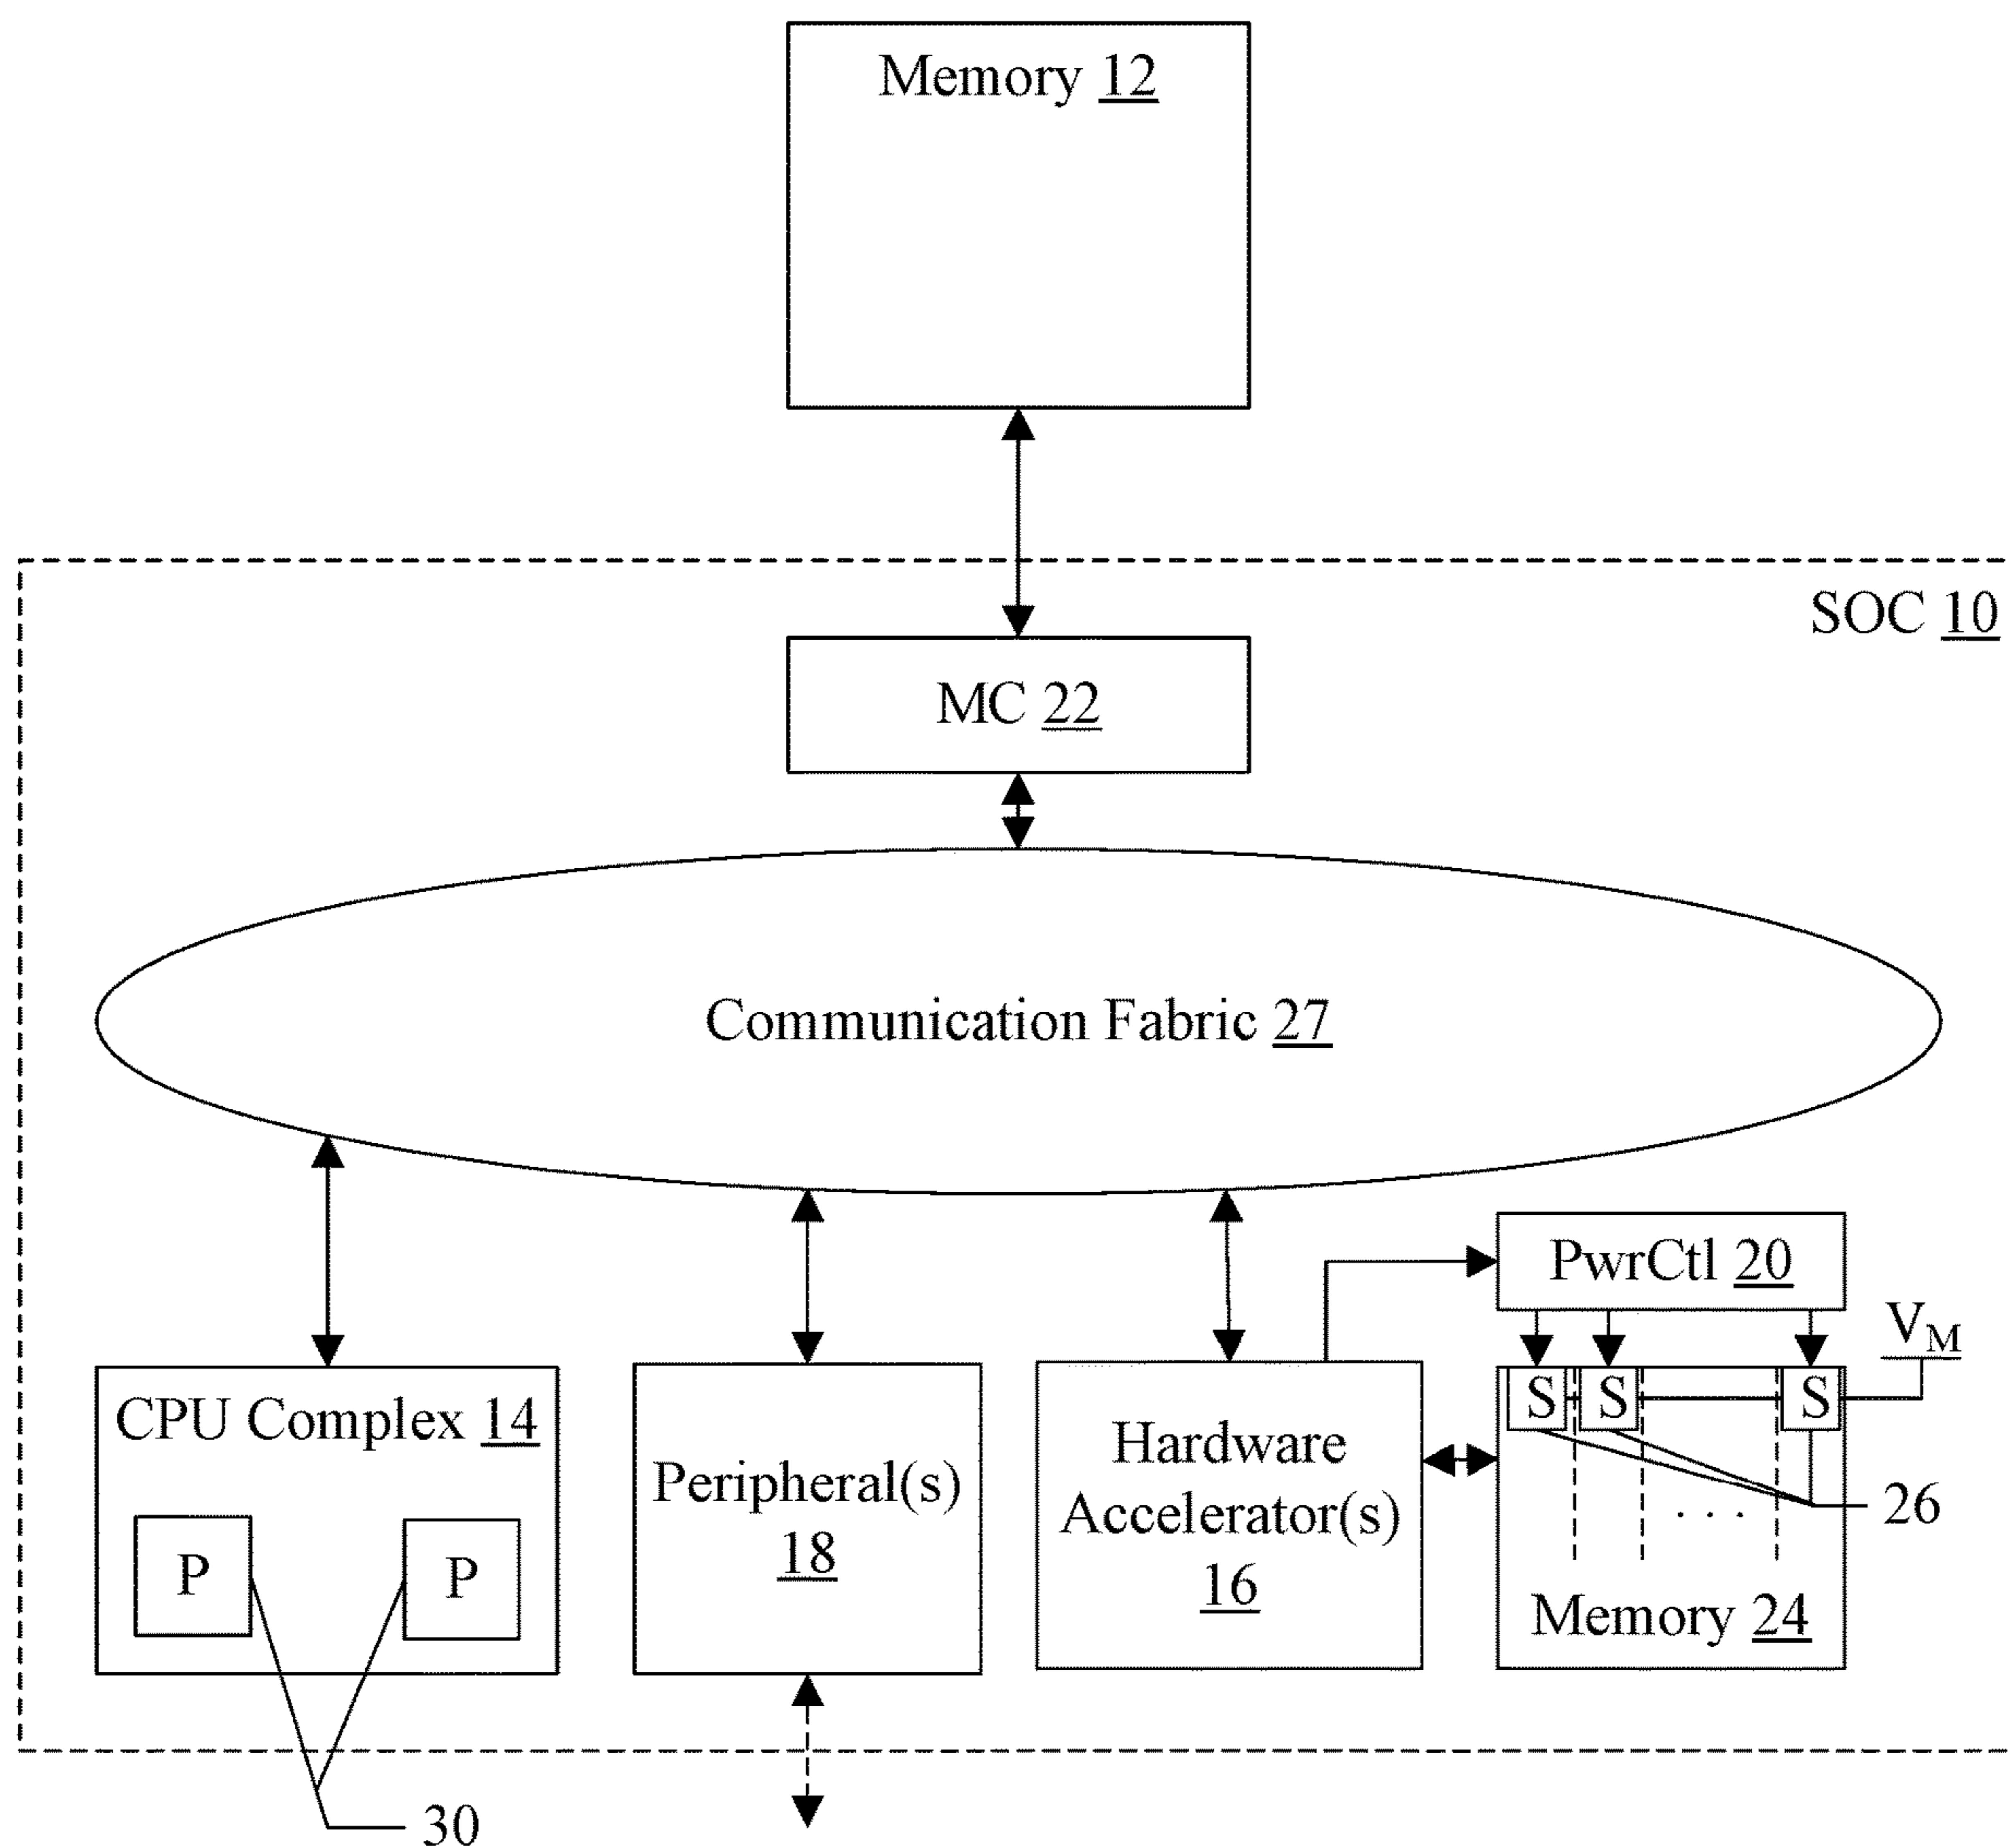 Memory 12
SOC 10
MC 22
Communication Fabric 27
PwrCtl 20
VM
CPU Complex 14
S
S
S
Hardware
Accelerator(s)
16
Peripheral(s)
18
26
P
P
Memory 24
. . .
30